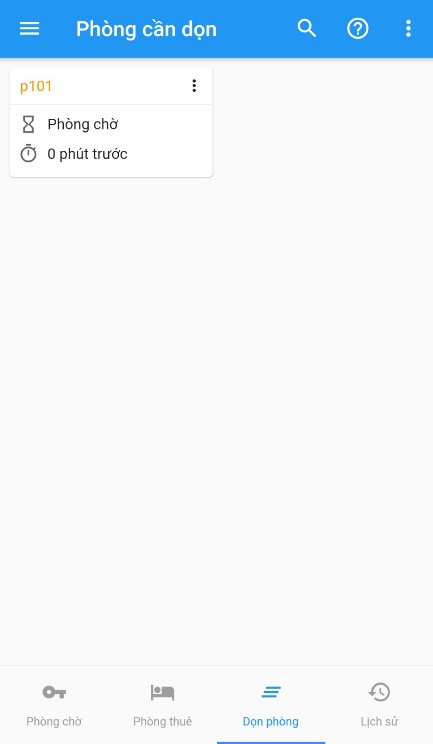 Phòng cần dọn
p101
Phòng chờ
0 phút trước
Phòng chờ
Phòng thuê
Dọn phòng
Lịch sử